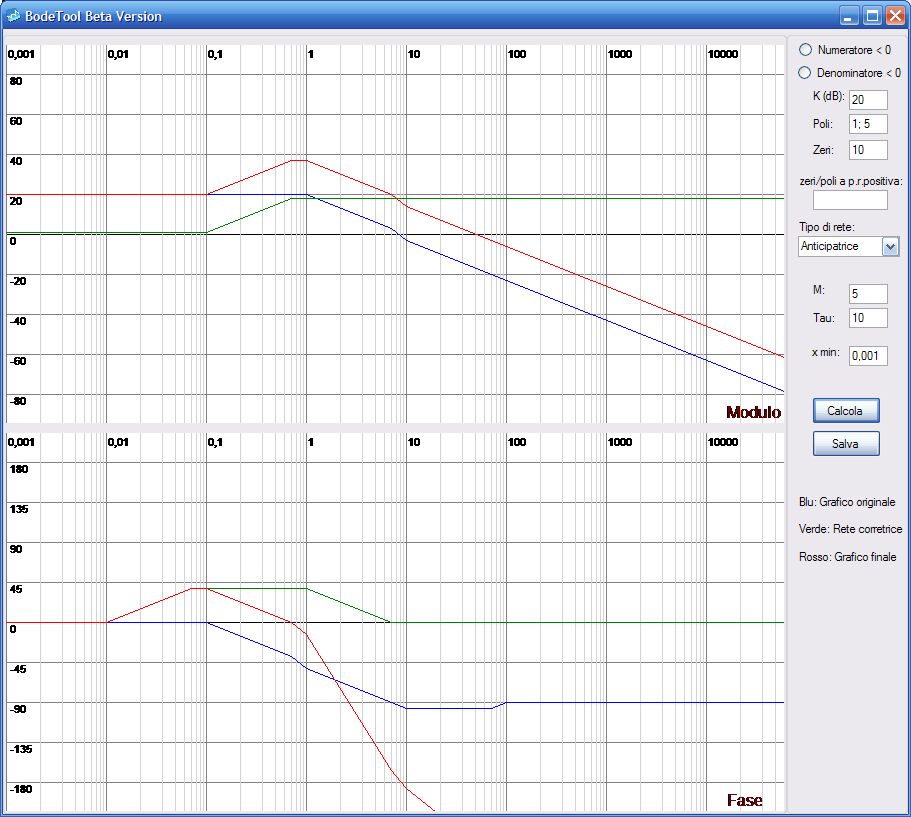 BodeTool Beta Version
0,001 0,01 0,1 1 10 100 1000 10000
80
60
40
20
0
-20
-40
-60
-80
Modulo
0,001 0,01 0,1 1 10 100 1000 10000
180
135
90
45
0
-45
-90
-135
-180
Fase
Numeratore < 0
Denominatore < 0
K (dB): 20
Poli: 1; 5
Zeri: 10
zeri/poli a p.r.positiva:
Tipo di rete:
Anticipatrice
M: 5
Tau: 10
x min: 0,001
Calcola
Salva
Blu: Grafico originale
Verde: Rete corretrice
Rosso: Grafico finale